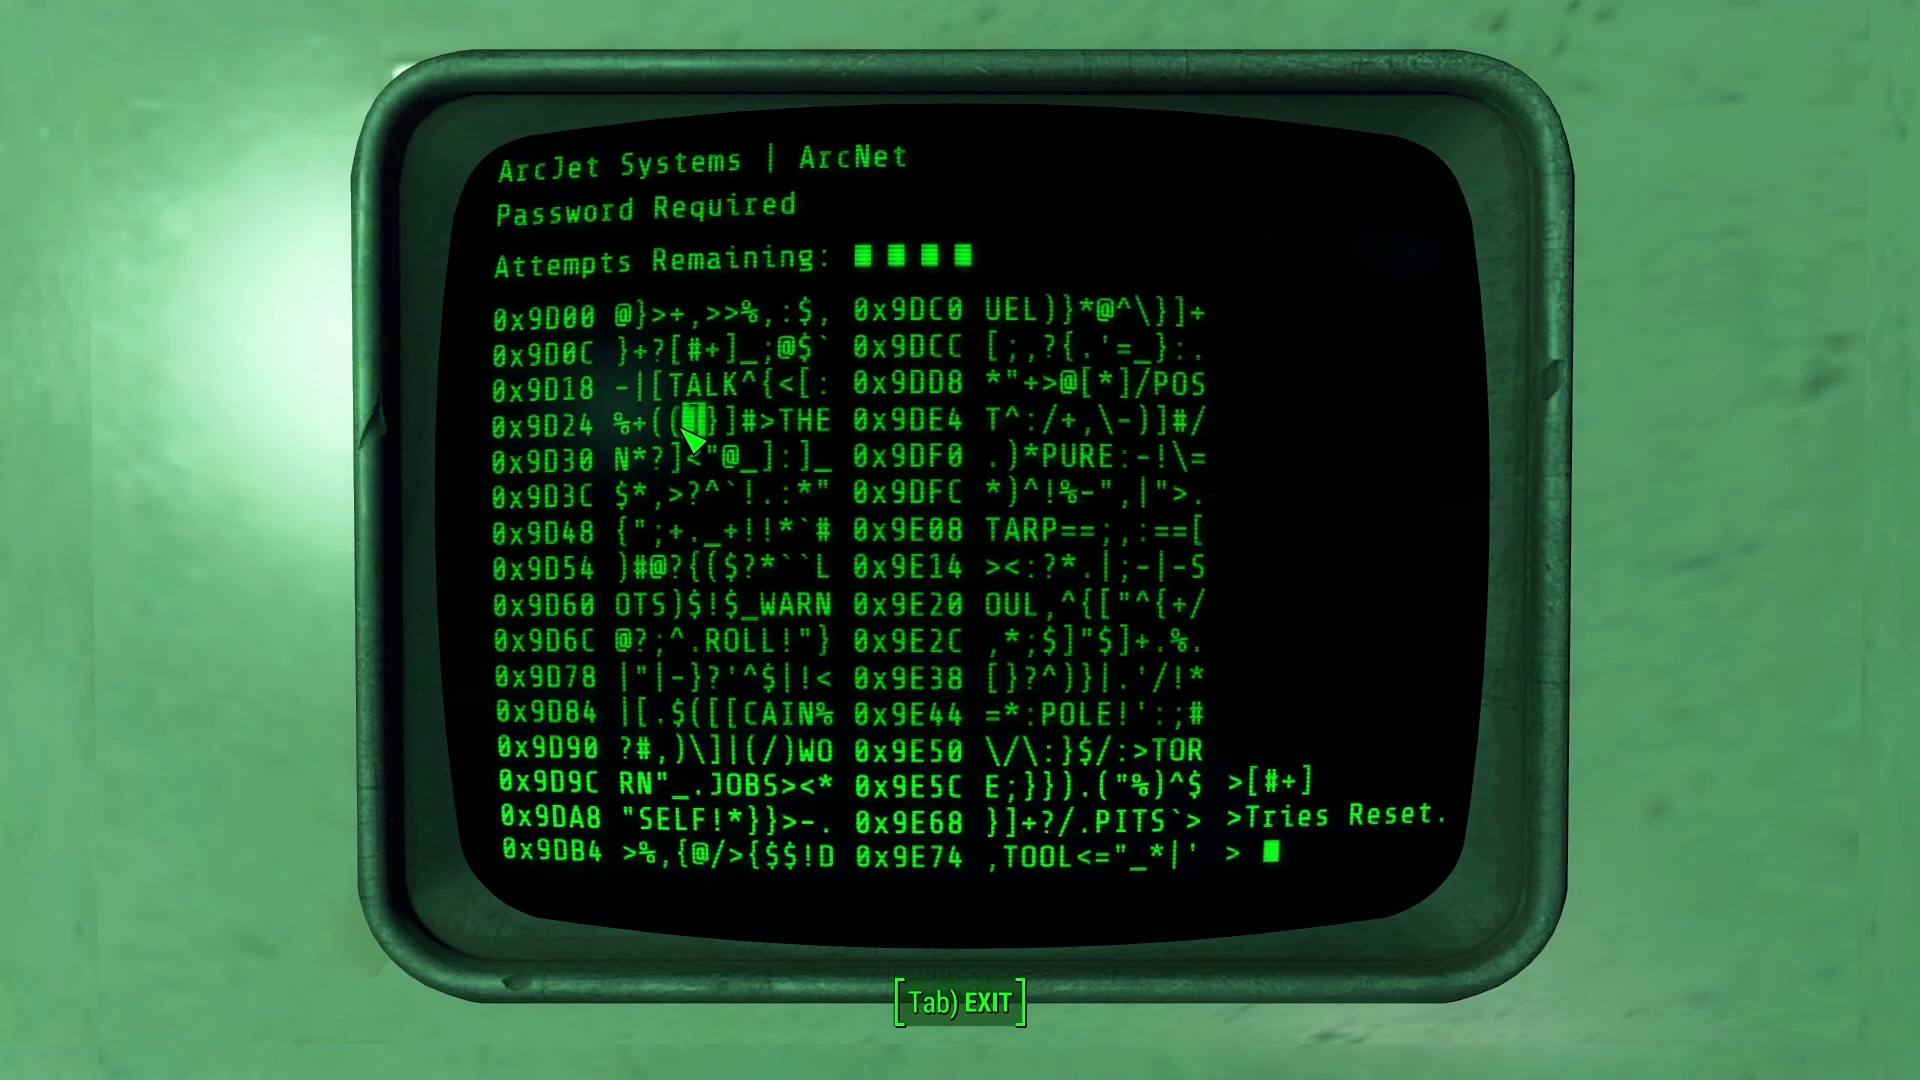 ArcJet Systems | ArcNet
Password Required
Attempts Remaining: ■ ■ ■ ■
0x9D00 @}>+,>>%,:$, 0x9DC0 UEL)}*@^\}]+
0x9D0C }+?[#+]_;@$` 0x9DCC [;,?{.'=_}:.
0x9D18 -|[TALK^{<[: 0x9DD8 *"+>@[*]/POS
0x9D24 %+(( }]#>THE 0x9DE4 T^:/+,\-)]#/
0x9D30 N*?]<"@_]:]_ 0x9DF0 .)*PURE:-!\=
0x9D3C $*,>?^`!.:*" 0x9DFC *)^!%-",|">.
0x9D48 {";+._+!!*`# 0x9E08 TARP==;,:==[
0x9D54 )#@?{($?*``L 0x9E14 ><:?*.|;-|-S
0x9D60 OTS)$!$_WARN 0x9E20 OUL,^{["^{+/
0x9D6C @?;^.ROLL!"} 0x9E2C ,*;$]"$]+.%.
0x9D78 |"|-}?'^$|!< 0x9E38 [}?^)}|.'/!*
0x9D84 |[.$([[CAIN% 0x9E44 =*:POLE!':;#
0x9D90 ?#,)\]|(/)WO 0x9E50 \/\:}$/:>TOR
0x9D9C RN"_.JOBS><* 0x9E5C E;}}).("%)^$ >[#+]
0x9DA8 "SELF!*}}>-. 0x9E68 }]+?/.PITS`> >Tries Reset.
0x9DB4 >%,{@/>{$$!D 0x9E74 ,TOOL<="_*|' > ■
[Tab) EXIT]